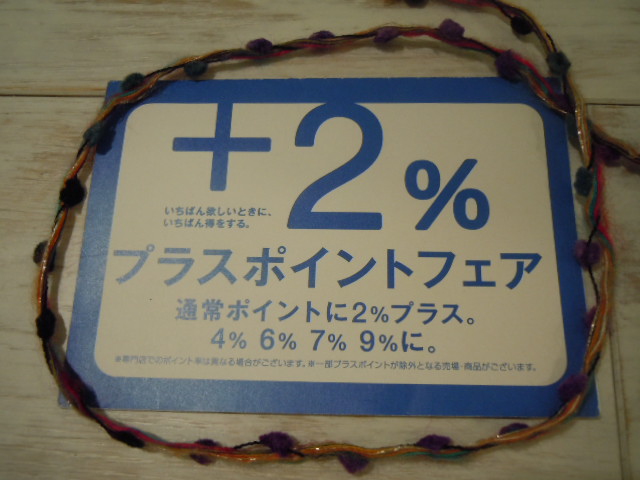 +2%
いちばん欲しいときに、
いちばん得をする。
プラスポイントフェア
通常ポイントに2%プラス。
4% 6% 7% 9%に。
※専門店でのポイント率は異なる場合がございます。※一部プラスポイントが除外となる売場・商品がございます。